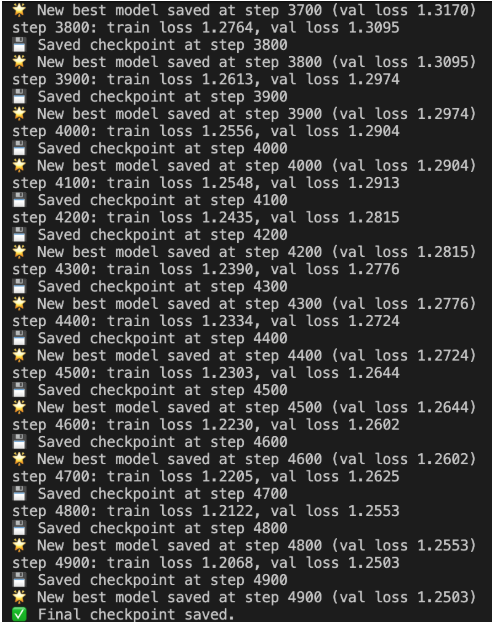 🌟 New best model saved at step 3700 (val loss 1.3170)
step 3800: train loss 1.2764, val loss 1.3095
💾 Saved checkpoint at step 3800
🌟 New best model saved at step 3800 (val loss 1.3095)
step 3900: train loss 1.2613, val loss 1.2974
💾 Saved checkpoint at step 3900
🌟 New best model saved at step 3900 (val loss 1.2974)
step 4000: train loss 1.2556, val loss 1.2904
💾 Saved checkpoint at step 4000
🌟 New best model saved at step 4000 (val loss 1.2904)
step 4100: train loss 1.2548, val loss 1.2913
💾 Saved checkpoint at step 4100
step 4200: train loss 1.2435, val loss 1.2815
💾 Saved checkpoint at step 4200
🌟 New best model saved at step 4200 (val loss 1.2815)
step 4300: train loss 1.2390, val loss 1.2776
💾 Saved checkpoint at step 4300
🌟 New best model saved at step 4300 (val loss 1.2776)
step 4400: train loss 1.2334, val loss 1.2724
💾 Saved checkpoint at step 4400
🌟 New best model saved at step 4400 (val loss 1.2724)
step 4500: train loss 1.2303, val loss 1.2644
💾 Saved checkpoint at step 4500
🌟 New best model saved at step 4500 (val loss 1.2644)
step 4600: train loss 1.2230, val loss 1.2602
💾 Saved checkpoint at step 4600
🌟 New best model saved at step 4600 (val loss 1.2602)
step 4700: train loss 1.2205, val loss 1.2625
💾 Saved checkpoint at step 4700
step 4800: train loss 1.2122, val loss 1.2553
💾 Saved checkpoint at step 4800
🌟 New best model saved at step 4800 (val loss 1.2553)
step 4900: train loss 1.2068, val loss 1.2503
💾 Saved checkpoint at step 4900
🌟 New best model saved at step 4900 (val loss 1.2503)
✅ Final checkpoint saved.